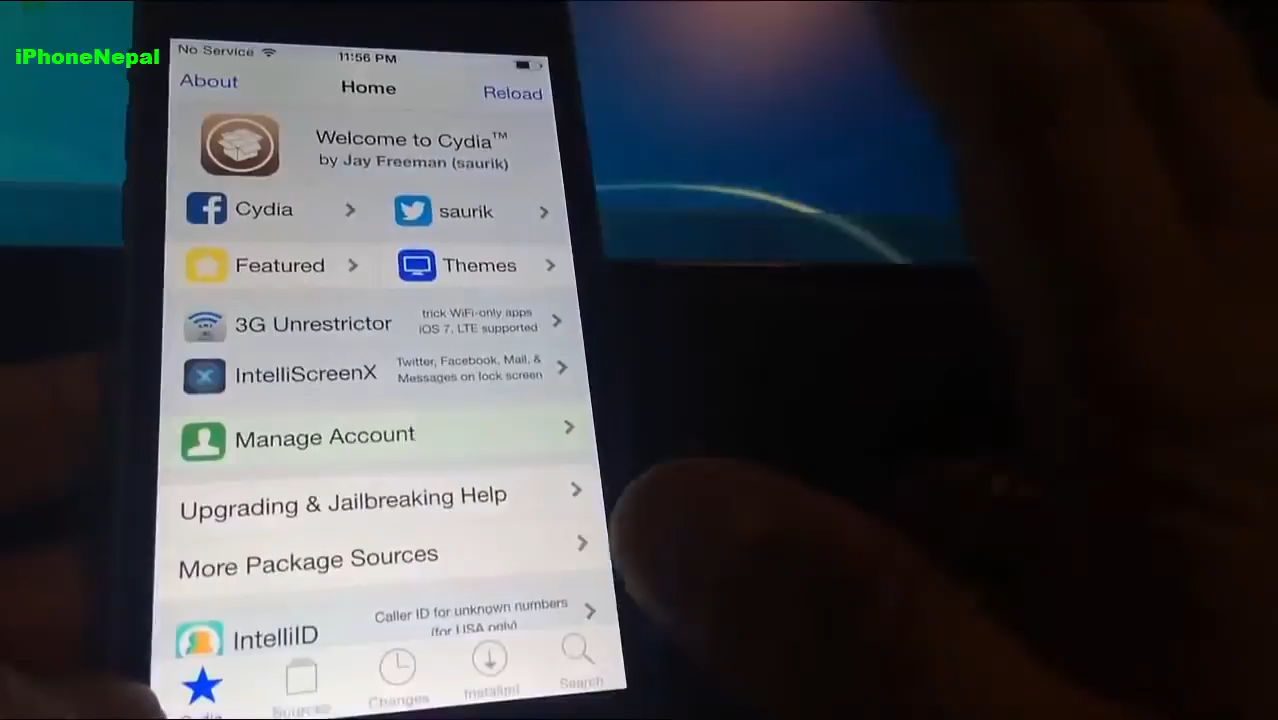 iPhoneNepal
No Service
11:56 PM
About
Home
Reload
Welcome to Cydia™
by Jay Freeman (saurik)
Cydia
saurik
Featured
Themes
3G Unrestrictor
trick WiFi-only apps
iOS 7, LTE supported
IntelliScreenX
Twitter, Facebook, Mail, &
Messages on lock screen
Manage Account
Upgrading & Jailbreaking Help
More Package Sources
IntelliID
Caller ID for unknown numbers
(for USA only)
Cydia
Sources
Changes
Installed
Search